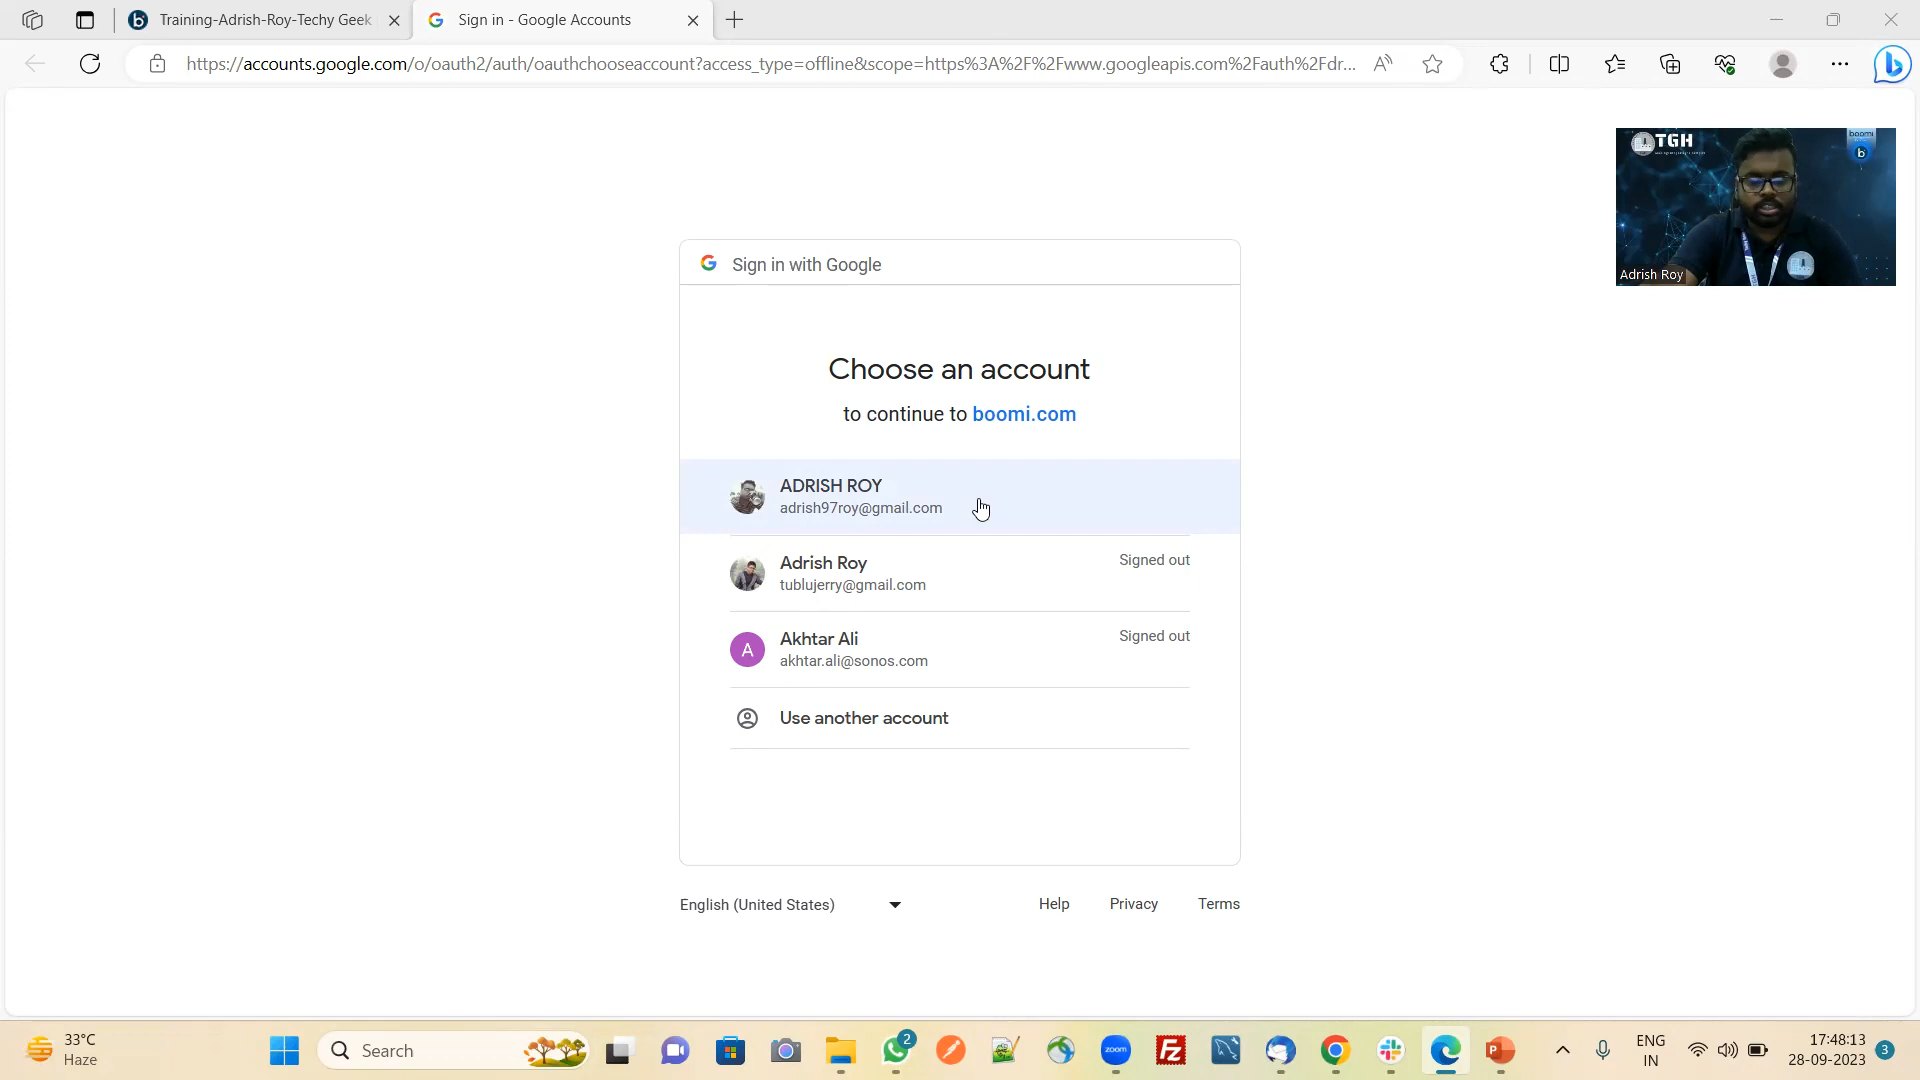 Training-Adrish-Roy-Techy Geek
Sign in - Google Accounts
https://accounts.google.com/o/oauth2/auth/oauthchooseaccount?access_type=offline&scope=https%3A%2F%2Fwww.googleapis.com%2Fauth%2Fdr...
TGH
boomi
Adrish Roy
Sign in with Google
Choose an account
to continue to boomi.com
ADRISH ROY
adrish97roy@gmail.com
Adrish Roy
Signed out
tublujerry@gmail.com
A
Akhtar Ali
Signed out
akhtar.ali@sonos.com
Use another account
English (United States)
Help
Privacy
Terms
33°C
Haze
Search
2
zoom
ENG
IN
17:48:13
28-09-2023
3